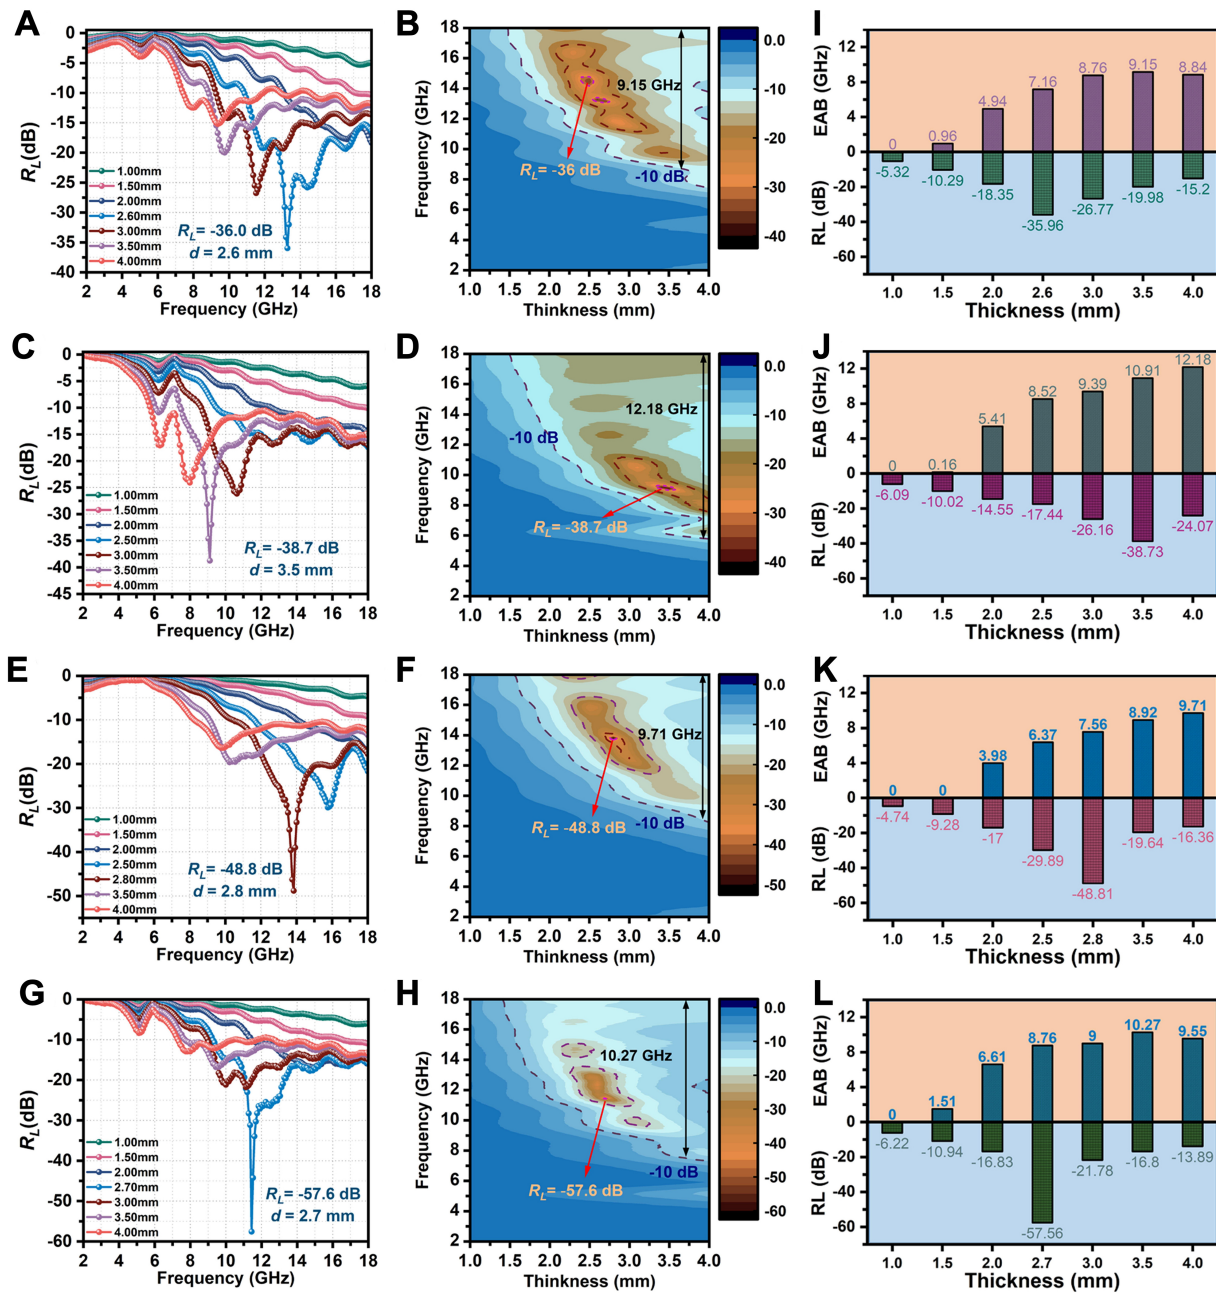 A
0
-5
-10
-15
-20
-25
-30
-35
-40
R_L(dB)
1.00mm
1.50mm
2.00mm
2.60mm
3.00mm
3.50mm
4.00mm
R_L= -36.0 dB
d = 2.6 mm
2 4 6 8 10 12 14 16 18
Frequency (GHz)
B
18
16
14
12
10
8
6
4
2
Frequency (GHz)
9.15 GHz
R_L= -36 dB
-10 dB
1.0 1.5 2.0 2.5 3.0 3.5 4.0
Thinkness (mm)
0.0
-10
-20
-30
-40
I
12
8
4
0
20
40
60
EAB (GHz)
RL (dB)
0 0.96 4.94 7.16 8.76 9.15 8.84
-5.32 -10.29 -18.35 -35.96 -26.77 -19.98 -15.2
1.0 1.5 2.0 2.6 3.0 3.5 4.0
Thickness (mm)
C
0
-5
-10
-15
-20
-25
-30
-35
-40
-45
R_L(dB)
1.00mm
1.50mm
2.00mm
2.50mm
3.00mm
3.50mm
4.00mm
R_L= -38.7 dB
d = 3.5 mm
2 4 6 8 10 12 14 16 18
Frequency (GHz)
D
18
16
14
12
10
8
6
4
2
Frequency (GHz)
12.18 GHz
-10 dB
R_L= -38.7 dB
1.0 1.5 2.0 2.5 3.0 3.5 4.0
Thinkness (mm)
0.0
-10
-20
-30
-40
J
12
8
4
0
-20
-40
-60
EAB (GHz)
RL (dB)
0 0.16 5.41 8.52 9.39 10.91 12.18
-6.09 -10.02 -14.55 -17.44 -26.16 -38.73 -24.07
1.0 1.5 2.0 2.5 3.0 3.5 4.0
Thickness (mm)
E
0
-10
-20
-30
-40
-50
R_L(dB)
1.00mm
1.50mm
2.00mm
2.50mm
2.80mm
3.50mm
4.00mm
R_L= -48.8 dB
d = 2.8 mm
2 4 6 8 10 12 14 16 18
Frequency (GHz)
F
18
16
14
12
10
8
6
4
2
Frequency (GHz)
9.71 GHz
R_L= -48.8 dB
-10 dB
1.0 1.5 2.0 2.5 3.0 3.5 4.0
Thinkness (mm)
0.0
-10
-20
-30
-40
-50
K
12
8
4
0
20
40
60
EAB (GHz)
RL (dB)
0 0 3.98 6.37 7.56 8.92 9.71
-4.74 -9.28 -17 -29.89 -48.81 -19.64 -16.36
1.0 1.5 2.0 2.5 2.8 3.5 4.0
Thickness (mm)
G
0
-10
-20
-30
-40
-50
-60
R_L(dB)
1.00mm
1.50mm
2.00mm
2.70mm
3.00mm
3.50mm
4.00mm
R_L= -57.6 dB
d = 2.7 mm
2 4 6 8 10 12 14 16 18
Frequency (GHz)
H
18
16
14
12
10
8
6
4
2
Frequency (GHz)
10.27 GHz
-10 dB
R_L= -57.6 dB
1.0 1.5 2.0 2.5 3.0 3.5 4.0
Thinkness (mm)
0.0
-10
-20
-30
-40
-50
-60
L
12
8
4
0
20
40
60
EAB (GHz)
RL (dB)
0 1.51 6.61 8.76 9 10.27 9.55
-6.22 -10.94 -16.83 -57.56 -21.78 -16.8 -13.89
1.0 1.5 2.0 2.7 3.0 3.5 4.0
Thickness (mm)